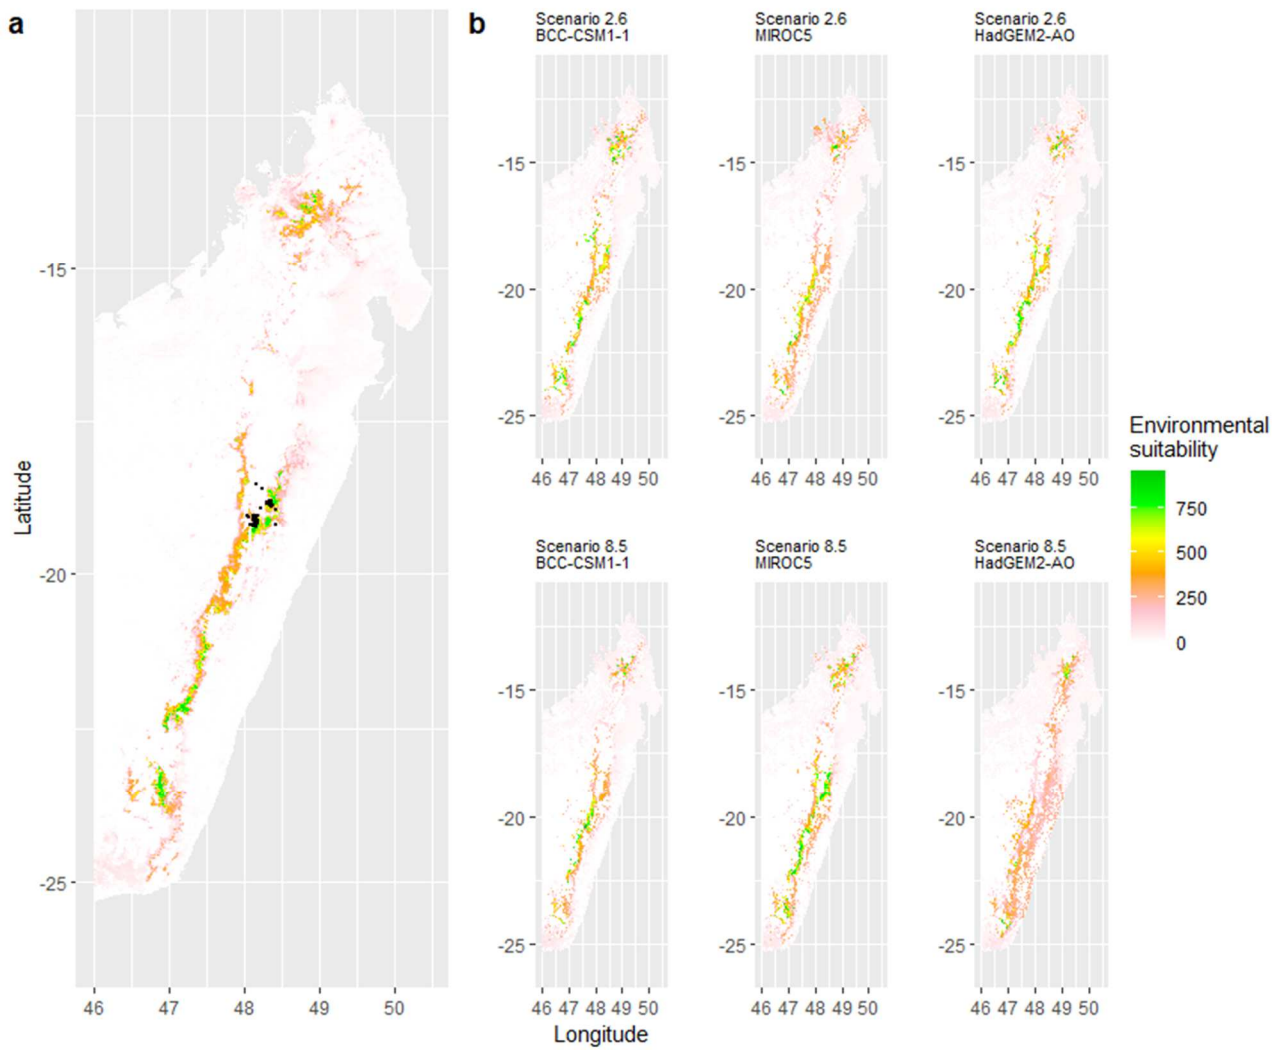 a
b
Scenario 2.6
BCC-CSM1-1
Scenario 2.6
MIROC5
Scenario 2.6
HadGEM2-AO
-15
-20
-25
46 47 48 49 50
Latitude
-15
-20
-25
46 47 48 49 50
-15
-20
-25
46 47 48 49 50
-15
-20
-25
46 47 48 49 50
Scenario 8.5
BCC-CSM1-1
Scenario 8.5
MIROC5
Scenario 8.5
HadGEM2-AO
-15
-20
-25
46 47 48 49 50
-15
-20
-25
46 47 48 49 50
-15
-20
-25
46 47 48 49 50
Longitude
Environmental
suitability
750
500
250
0